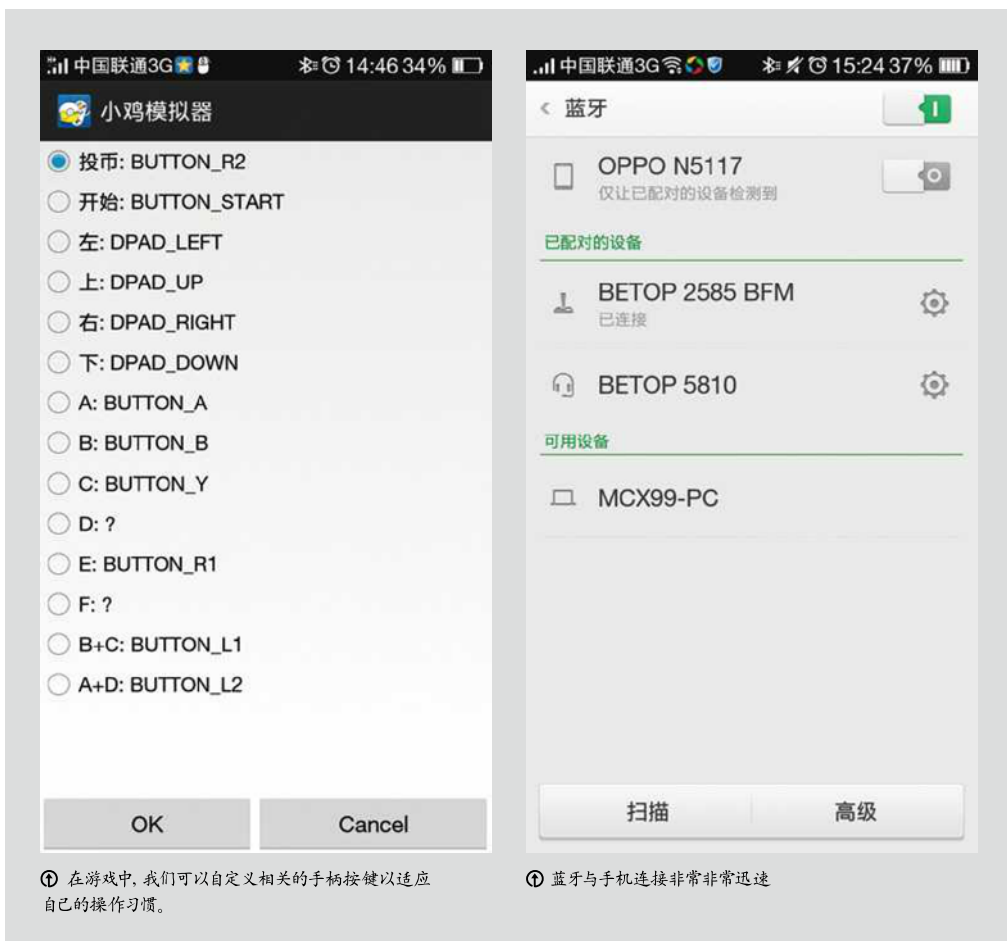 中国联通3G 14:46 34%
小鸡模拟器
投币: BUTTON_R2
开始: BUTTON_START
左: DPAD_LEFT
上: DPAD_UP
右: DPAD_RIGHT
下: DPAD_DOWN
A: BUTTON_A
B: BUTTON_B
C: BUTTON_Y
D: ?
E: BUTTON_R1
F: ?
B+C: BUTTON_L1
A+D: BUTTON_L2
OK Cancel
在游戏中, 我们可以自定义相关的手柄按键以适应
自己的操作习惯。
中国联通3G 15:24 37%
蓝牙
OPPO N5117
仅让已配对的设备检测到
已配对的设备
BETOP 2585 BFM
已连接
BETOP 5810
可用设备
MCX99-PC
扫描 高级
蓝牙与手机连接非常非常迅速